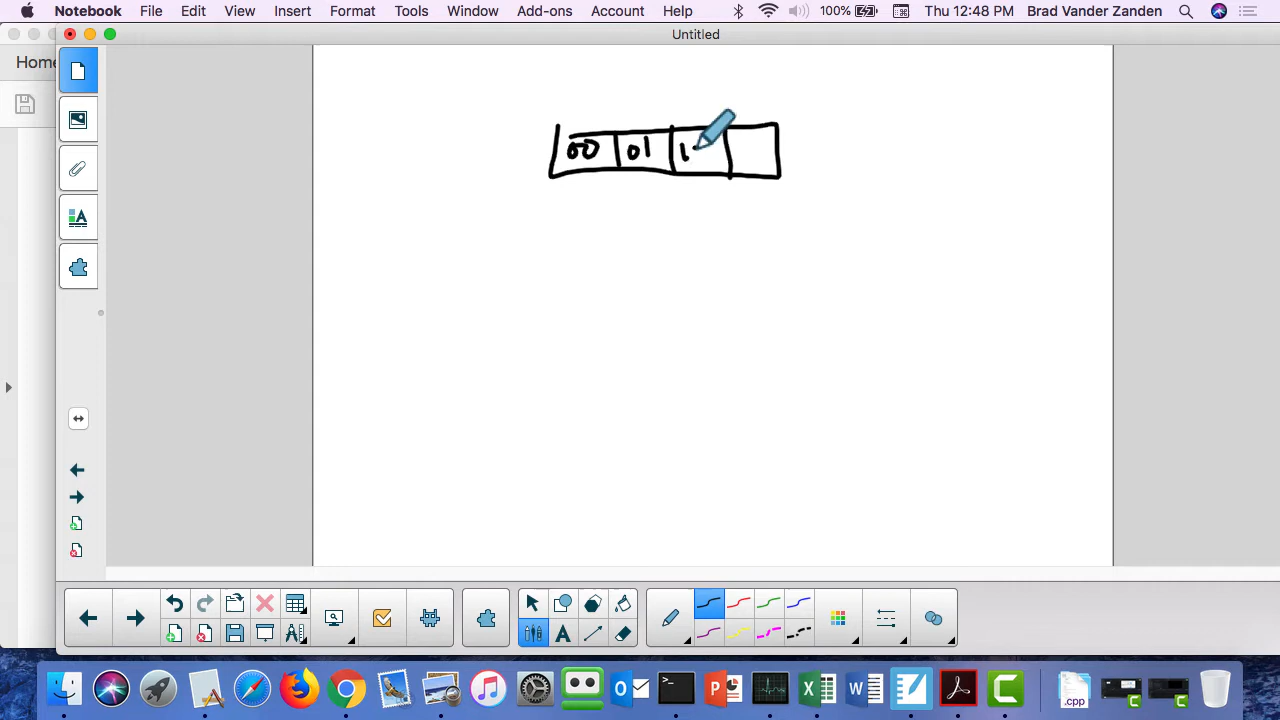 Notebook File Edit View Insert Format Tools Window Add-ons Account Help 100% Thu 12:48 PM Brad Vander Zanden
Untitled
Home
00 01 1
A
A
.cpp